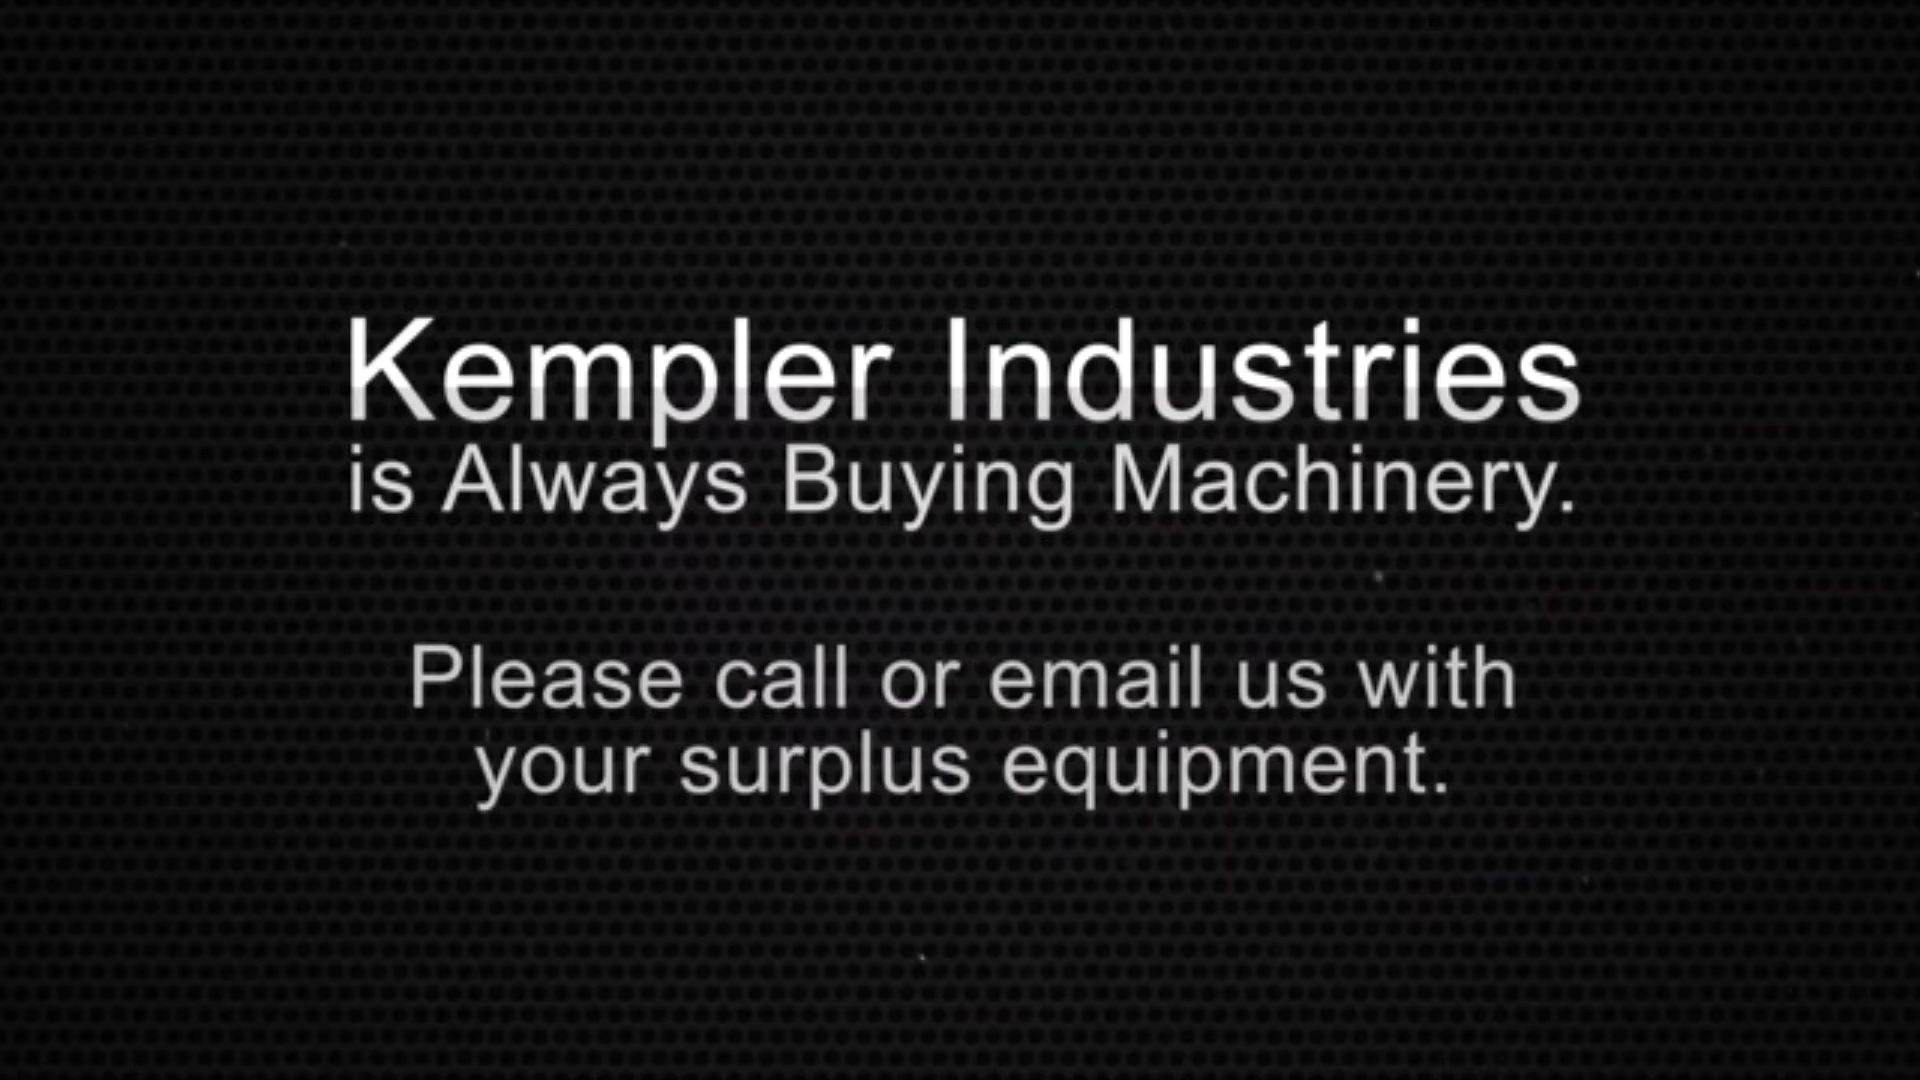 Kempler Industries
is Always Buying Machinery.
Please call or email us with
your surplus equipment.